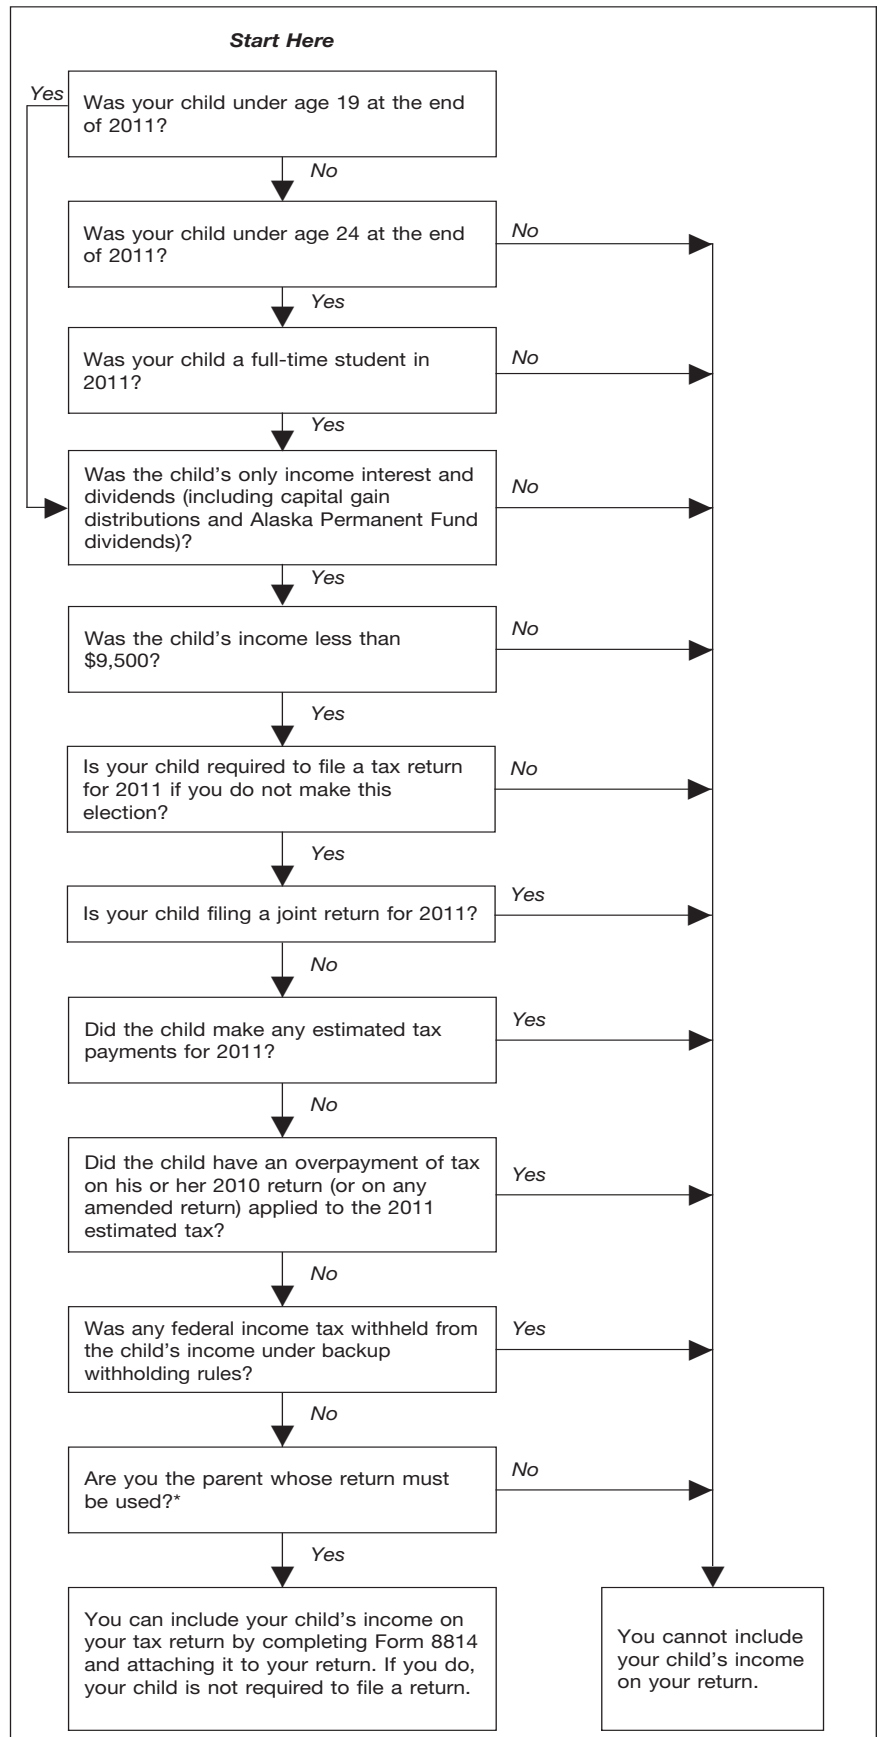 Start Here
Yes
Was your child under age 19 at the end
of 2011?
No
Was your child under age 24 at the end
of 2011?
No
Yes
Was your child a full-time student in
2011?
No
Yes
Was the child's only income interest and
dividends (including capital gain
distributions and Alaska Permanent Fund
dividends)?
No
Yes
Was the child's income less than
$9,500?
No
Yes
Is your child required to file a tax return
for 2011 if you do not make this
election?
No
Yes
Is your child filing a joint return for 2011?
Yes
No
Did the child make any estimated tax
payments for 2011?
Yes
No
Did the child have an overpayment of tax
on his or her 2010 return (or on any
amended return) applied to the 2011
estimated tax?
Yes
No
Was any federal income tax withheld from
the child's income under backup
withholding rules?
Yes
No
Are you the parent whose return must
be used?*
No
Yes
You can include your child's income on
your tax return by completing Form 8814
and attaching it to your return. If you do,
your child is not required to file a return.
You cannot include
your child's income
on your return.